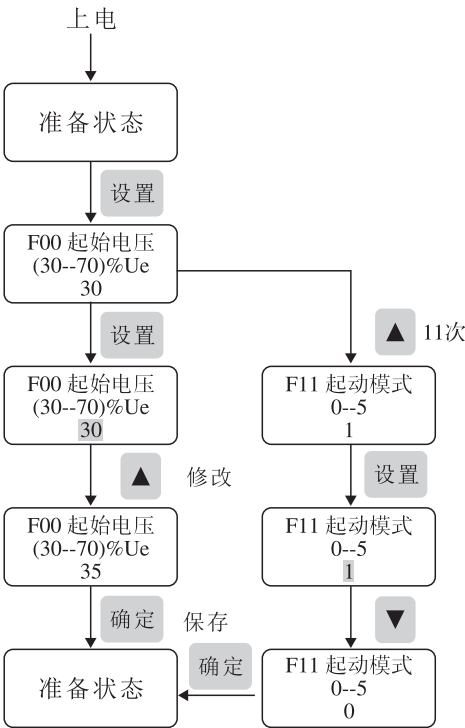 上电
准备状态
设置
F00 起始电压
(30--70)%Ue
30
▲ 11次
设置
F00 起始电压
(30--70)%Ue
30
F11 起动模式
0--5
1
▲ 修改
设置
F00 起始电压
(30--70)%Ue
35
F11 起动模式
0--5
1
确定 保存
▼
准备状态
确定
F11 起动模式
0--5
0